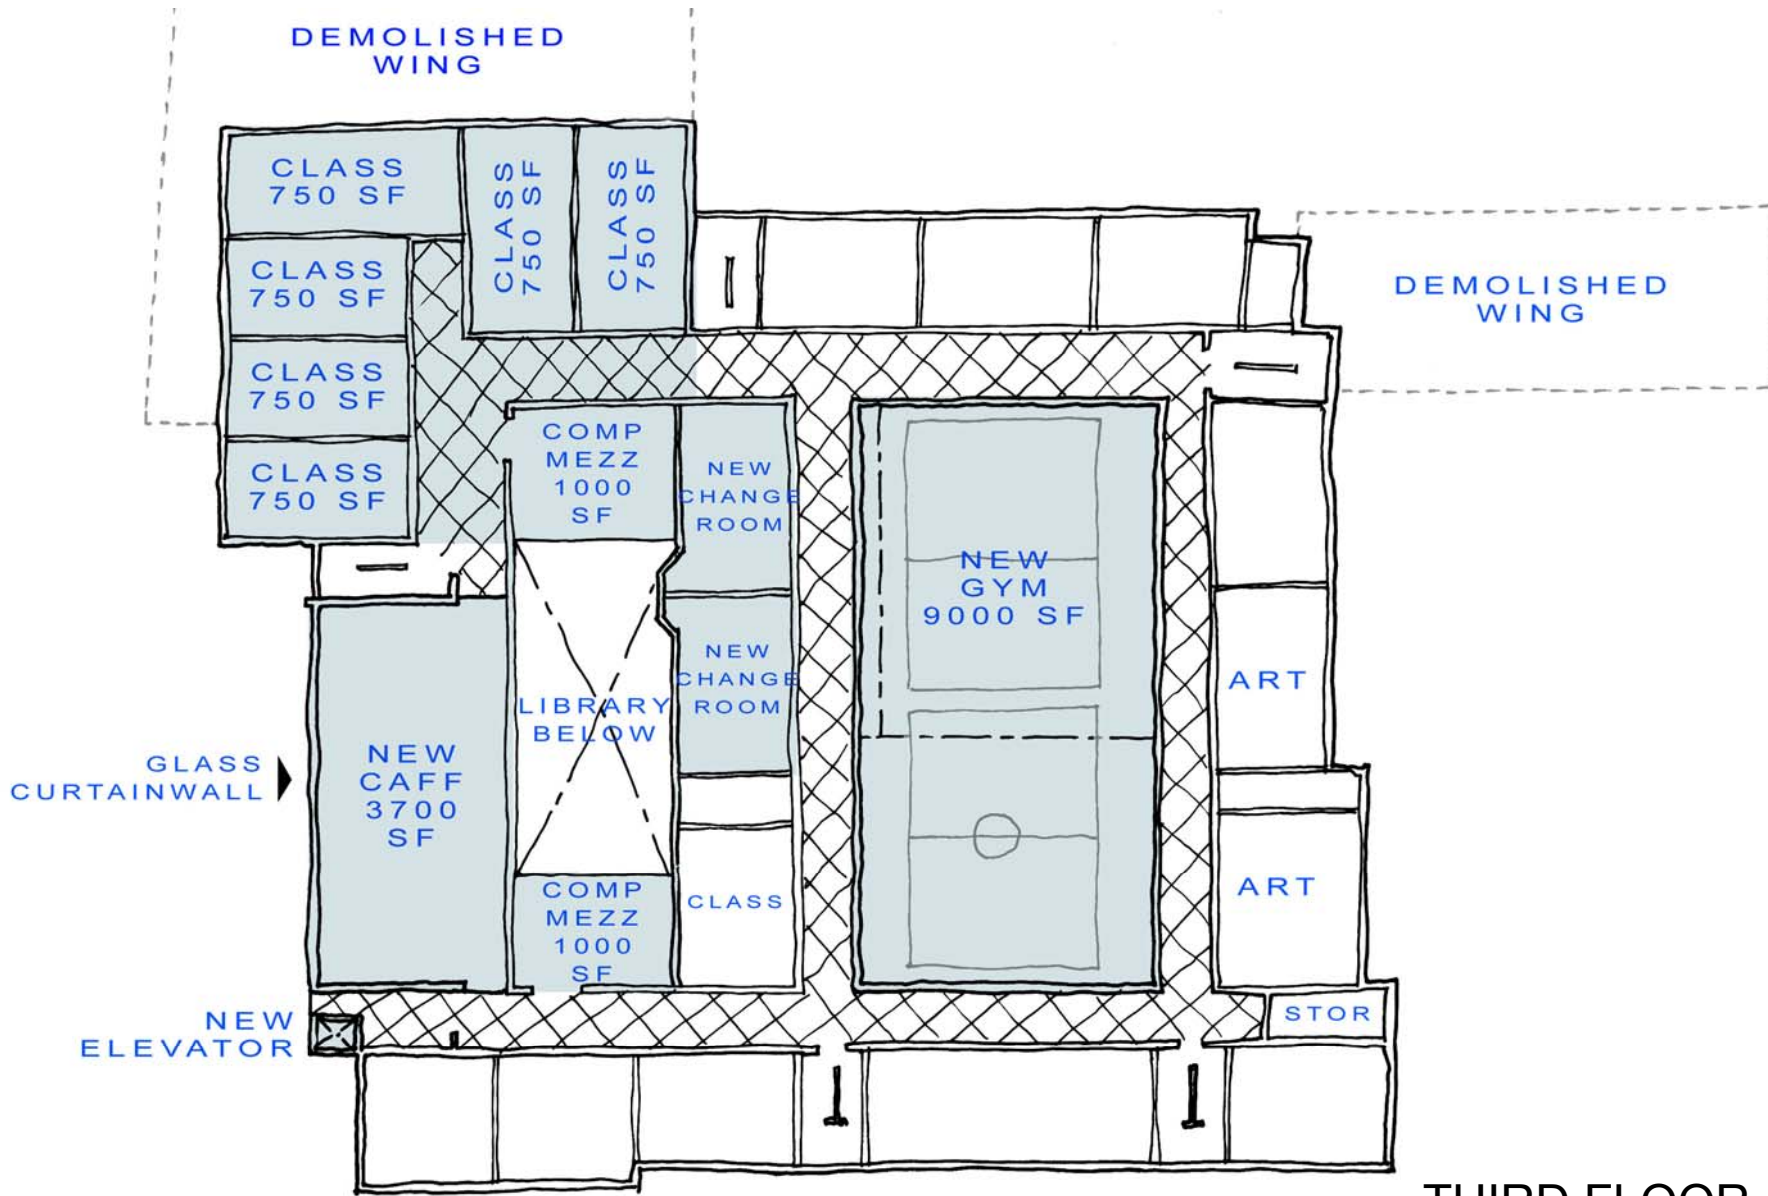 DEMOLISHED
WING
CLASS
750 SF
CLASS
750 SF
CLASS
750 SF
CLASS
750 SF
DEMOLISHED
WING
CLASS
750 SF
CLASS
750 SF
COMP
MEZZ
1000
SF
NEW
CHANGE
ROOM
NEW
GYM
9000 SF
NEW
CHANGE
ROOM
ART
LIBRARY
BELOW
GLASS
CURTAINWALL
NEW
CAFF
3700
SF
COMP
MEZZ
1000
SF
CLASS
ART
NEW
ELEVATOR
STOR
THIRD FLOOR